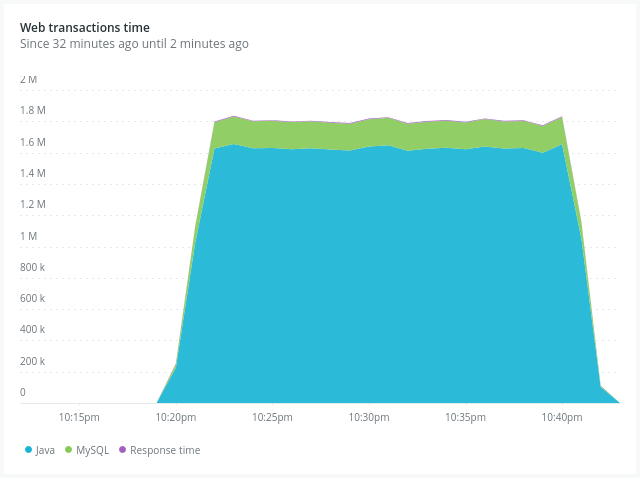 Web transactions time
Since 32 minutes ago until 2 minutes ago
2 M
1.8 M
1.6 M
1.4 M
1.2 M
1 M
800 k
600 k
400 k
200 k
0
10:15pm 10:20pm 10:25pm 10:30pm 10:35pm 10:40pm
Java MySQL Response time